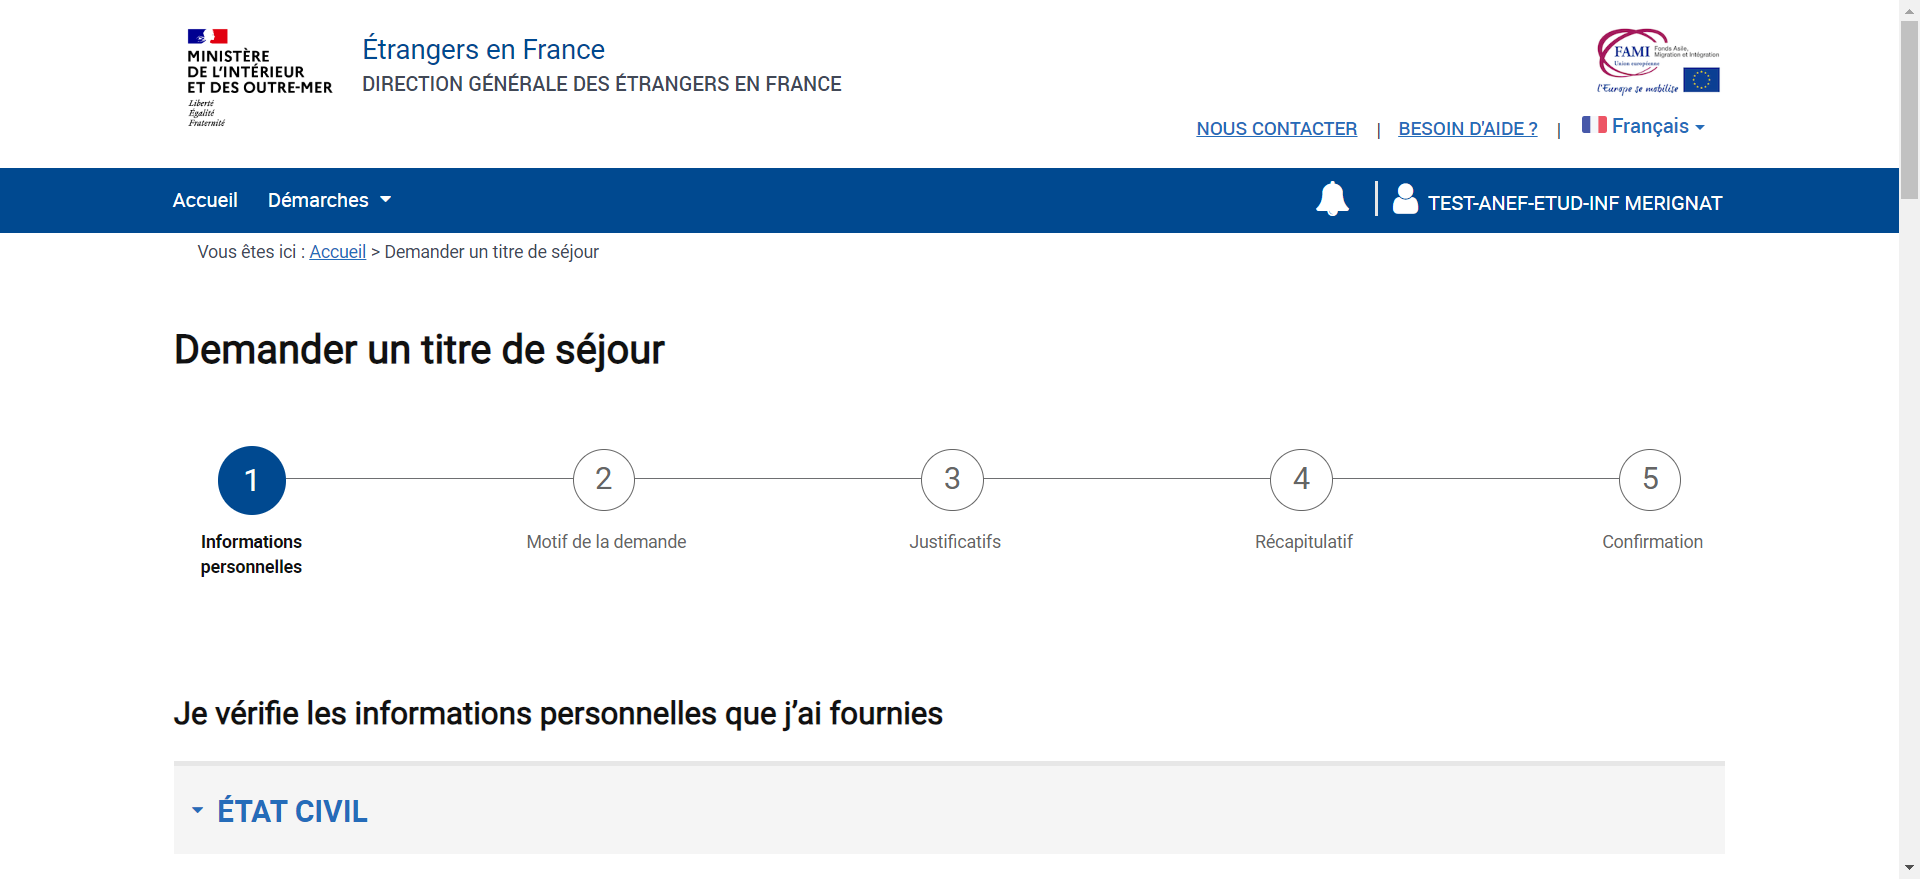 MINISTÈRE
DE L'INTÉRIEUR
ET DES OUTRE-MER
Liberté
Égalité
Fraternité
Étrangers en France
DIRECTION GÉNÉRALE DES ÉTRANGERS EN FRANCE
FAMI Fonds Asile,
Migration et Intégration
Union européenne
l'Europe se mobilise
NOUS CONTACTER | BESOIN D'AIDE ? | Français
Accueil Démarches TEST-ANEF-ETUD-INF MERIGNAT
Vous êtes ici : Accueil > Demander un titre de séjour
Demander un titre de séjour
1 2 3 4 5
Informations
personnelles
Motif de la demande
Justificatifs
Récapitulatif
Confirmation
Je vérifie les informations personnelles que j’ai fournies
ÉTAT CIVIL